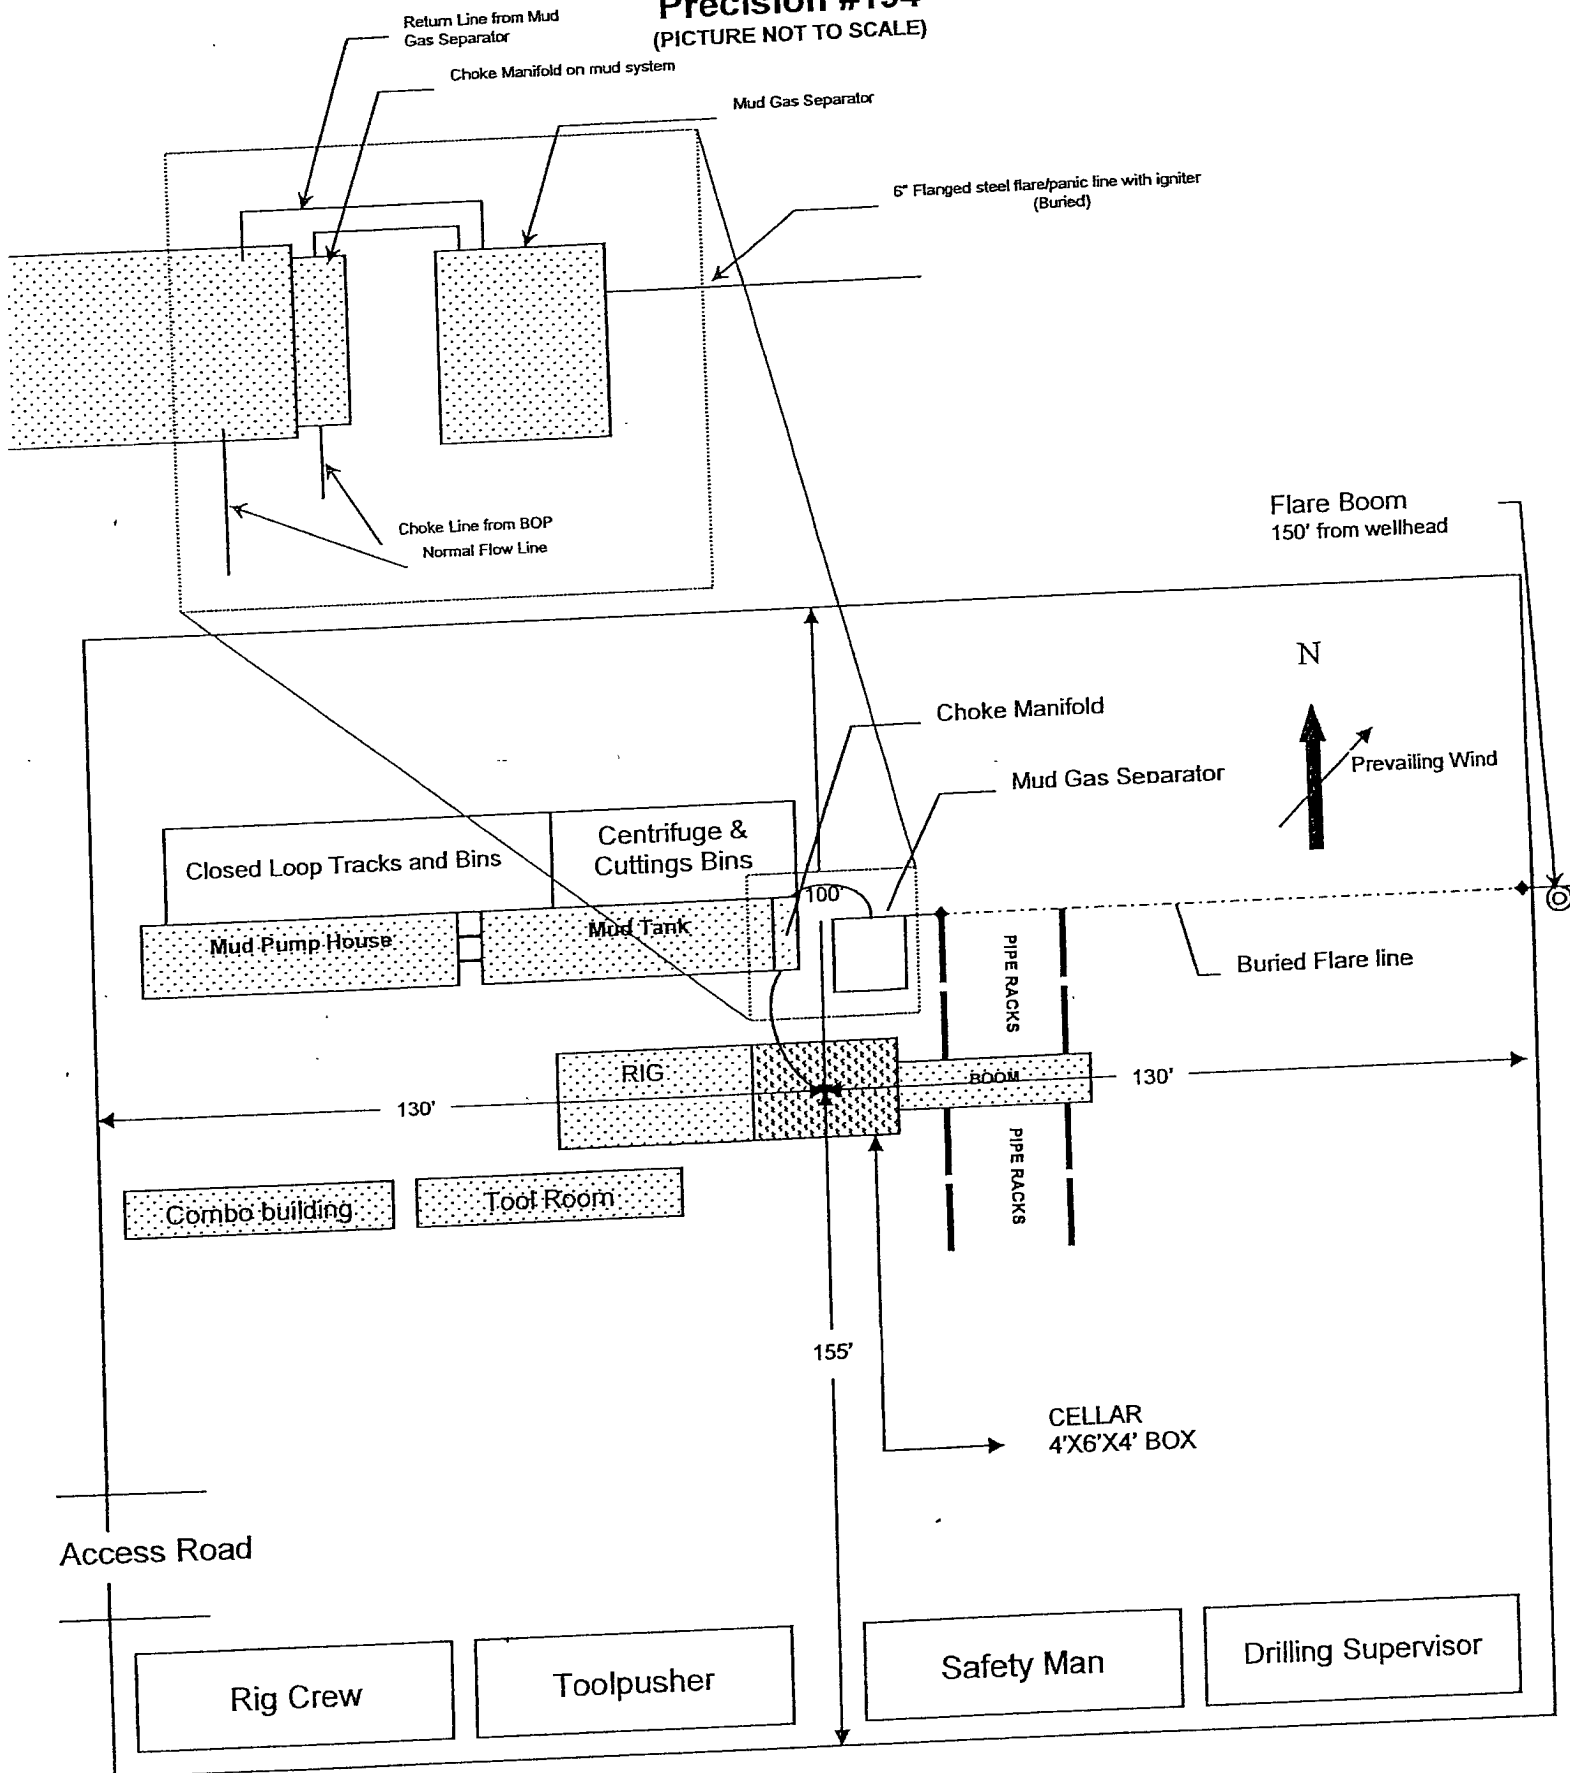 Precision #194
(PICTURE NOT TO SCALE)
Return Line from Mud
Gas Separator
Choke Manifold on mud system
Mud Gas Separator
6" Flanged steel flare/panic line with igniter
(Buried)
Choke Line from BOP
Normal Flow Line
Flare Boom
150' from wellhead
N
Prevailing Wind
Choke Manifold
Mud Gas Separator
Centrifuge &
Cuttings Bins
Closed Loop Tracks and Bins
100'
Mud Pump House
Mud Tank
PIPE RACKS
Buried Flare line
RIG
BOOM
130'
130'
PIPE RACKS
Combo building
Tool Room
155'
CELLAR
4'X6'X4' BOX
Access Road
Rig Crew
Toolpusher
Safety Man
Drilling Supervisor